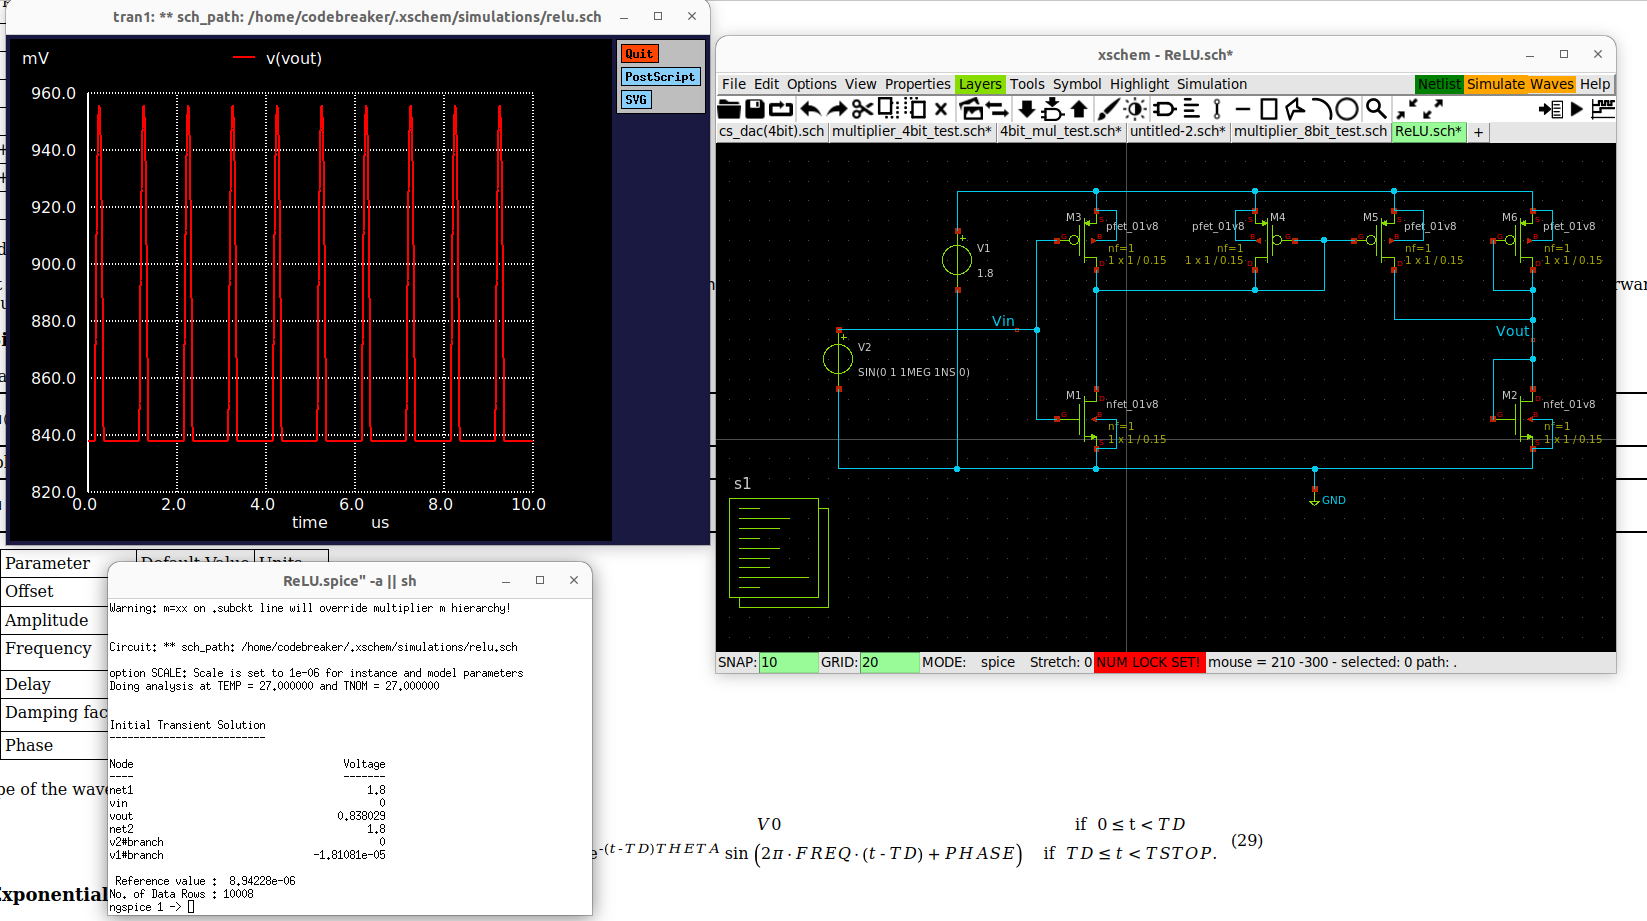 tran1: ** sch_path: /home/codebreaker/.xschem/simulations/relu.sch
mV
v(vout)
Quit
PostScript
SVG
960.0
940.0
920.0
900.0
880.0
860.0
840.0
820.0
0.0 2.0 4.0 6.0 8.0 10.0
time us
xschem - ReLU.sch*
File Edit Options View Properties Layers Tools Symbol Highlight Simulation Netlist Simulate Waves Help
cs_dac(4bit).sch multiplier_4bit_test.sch* 4bit_mul_test.sch* untitled-2.sch* multiplier_8bit_test.sch ReLU.sch* +
M3 pfet_01v8
nf=1
1 x 1 / 0.15
M4 pfet_01v8
nf=1
1 x 1 / 0.15
M5 pfet_01v8
nf=1
1 x 1 / 0.15
M6 pfet_01v8
nf=1
1 x 1 / 0.15
V1
1.8
Vin
Vout
V2
SIN(0 1 1MEG 1NS 0)
M1 nfet_01v8
nf=1
1 x 1 / 0.15
M2 nfet_01v8
nf=1
1 x 1 / 0.15
s1
GND
SNAP: 10 GRID: 20 MODE: spice Stretch: 0 NUM LOCK SET! mouse = 210 -300 - selected: 0 path: .
Parameter Default Value Units
Offset
Amplitude
Frequency
Delay
Damping fac
Phase
pe of the wave
ReLU.spice" -a || sh
Warning: m=xx on .subckt line will override multiplier m hierarchy!
Circuit: ** sch_path: /home/codebreaker/.xschem/simulations/relu.sch
option SCALE: Scale is set to 1e-06 for instance and model parameters
Doing analysis at TEMP = 27.000000 and TNOM = 27.000000
Initial Transient Solution
--------------------------
Node Voltage
---- -------
net1 1.8
vin 0
vout 0.838029
net2 1.8
v2#branch 0
v1#branch -1.81081e-05
Reference value : 8.94228e-06
No. of Data Rows : 10008
ngspice 1 ->
V0 if 0 ≤ t < TD
e-(t-TD)THETA sin (2π·FREQ·(t-TD)+PHASE) if TD ≤ t < TSTOP.
(29)
Exponential